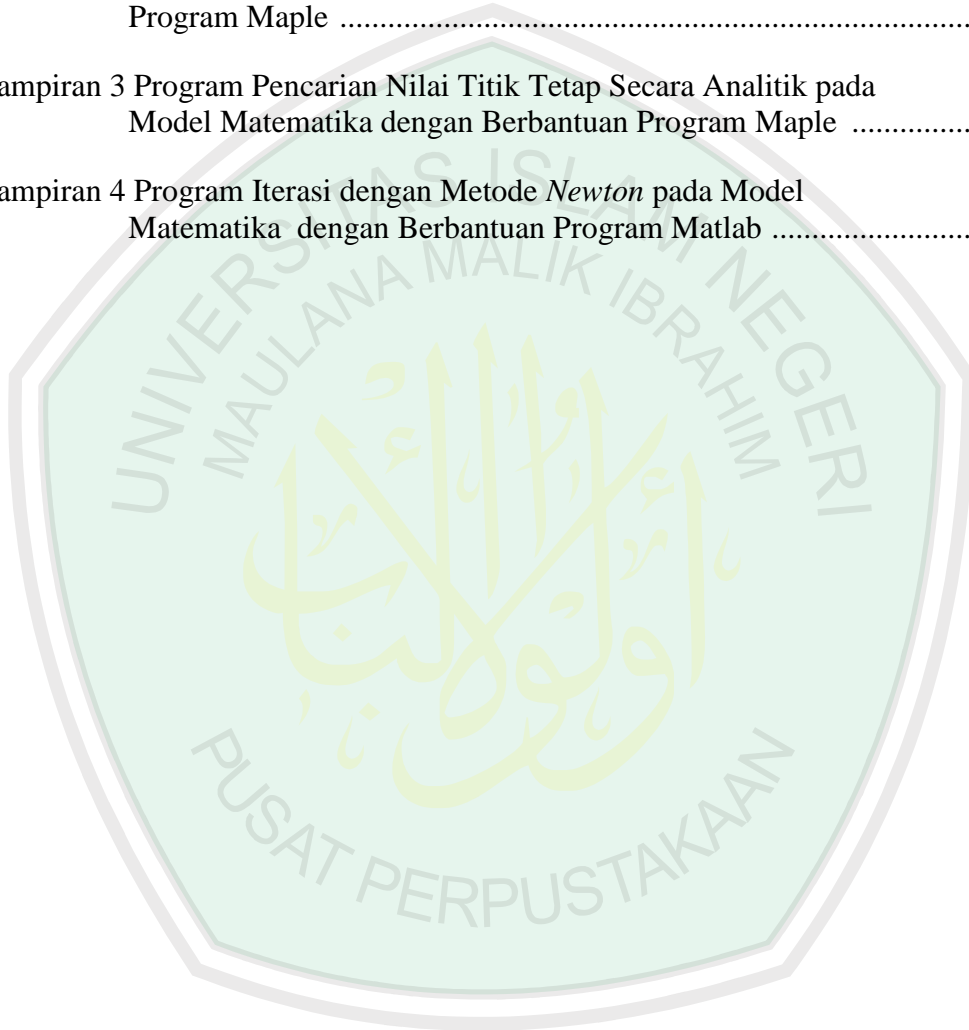 Program Maple ................................................................................
ampiran 3 Program Pencarian Nilai Titik Tetap Secara Analitik pada
Model Matematika dengan Berbantuan Program Maple ...............
ampiran 4 Program Iterasi dengan Metode Newton pada Model
Matematika dengan Berbantuan Program Matlab .........................
UNIVERSITAS ISLAM NEGERI
MAULANA MALIK IBRAHIM
PUSAT PERPUSTAKAAN